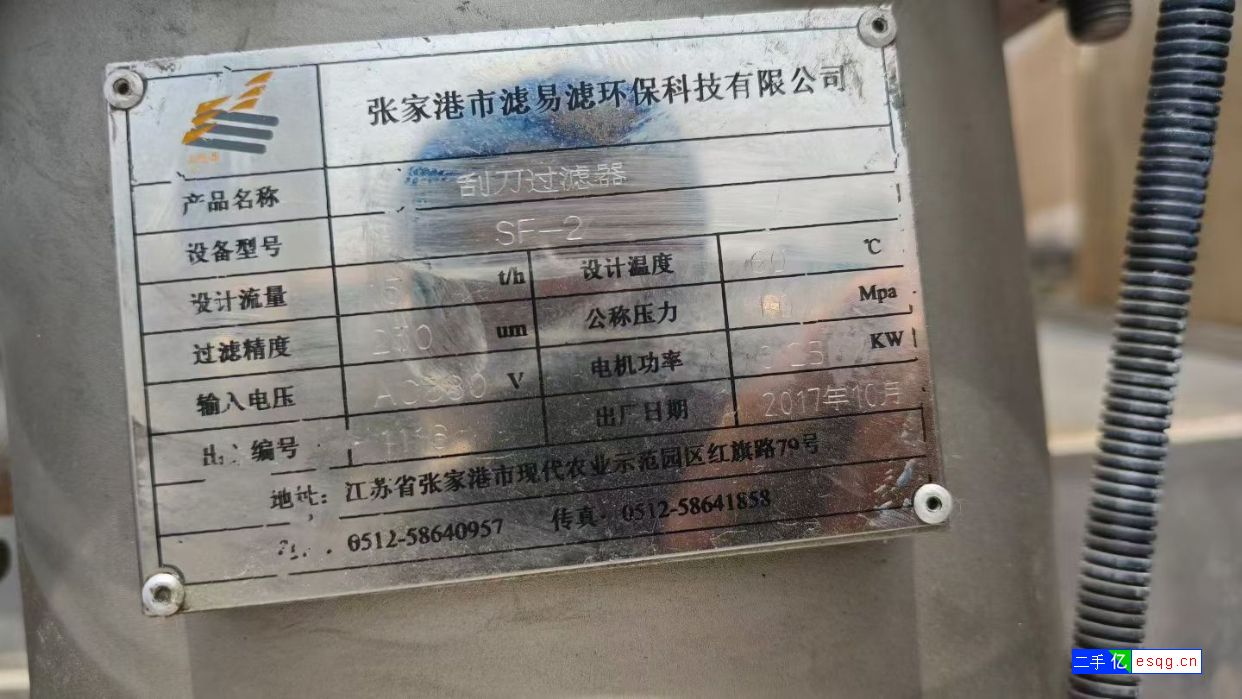 张家港市滤易滤环保科技有限公司
产品名称 刮刀过滤器
设备型号 SF-2
设计流量 t/h 设计温度 60 ℃
过滤精度 um 公称压力 Mpa
输入电压 V 电机功率 KW
编号 出厂日期 2017年10月
地址：江苏省张家港市现代农业示范园区红旗路79号
0512-58640957 传真：0512-58641858
二手亿 esqg.cn